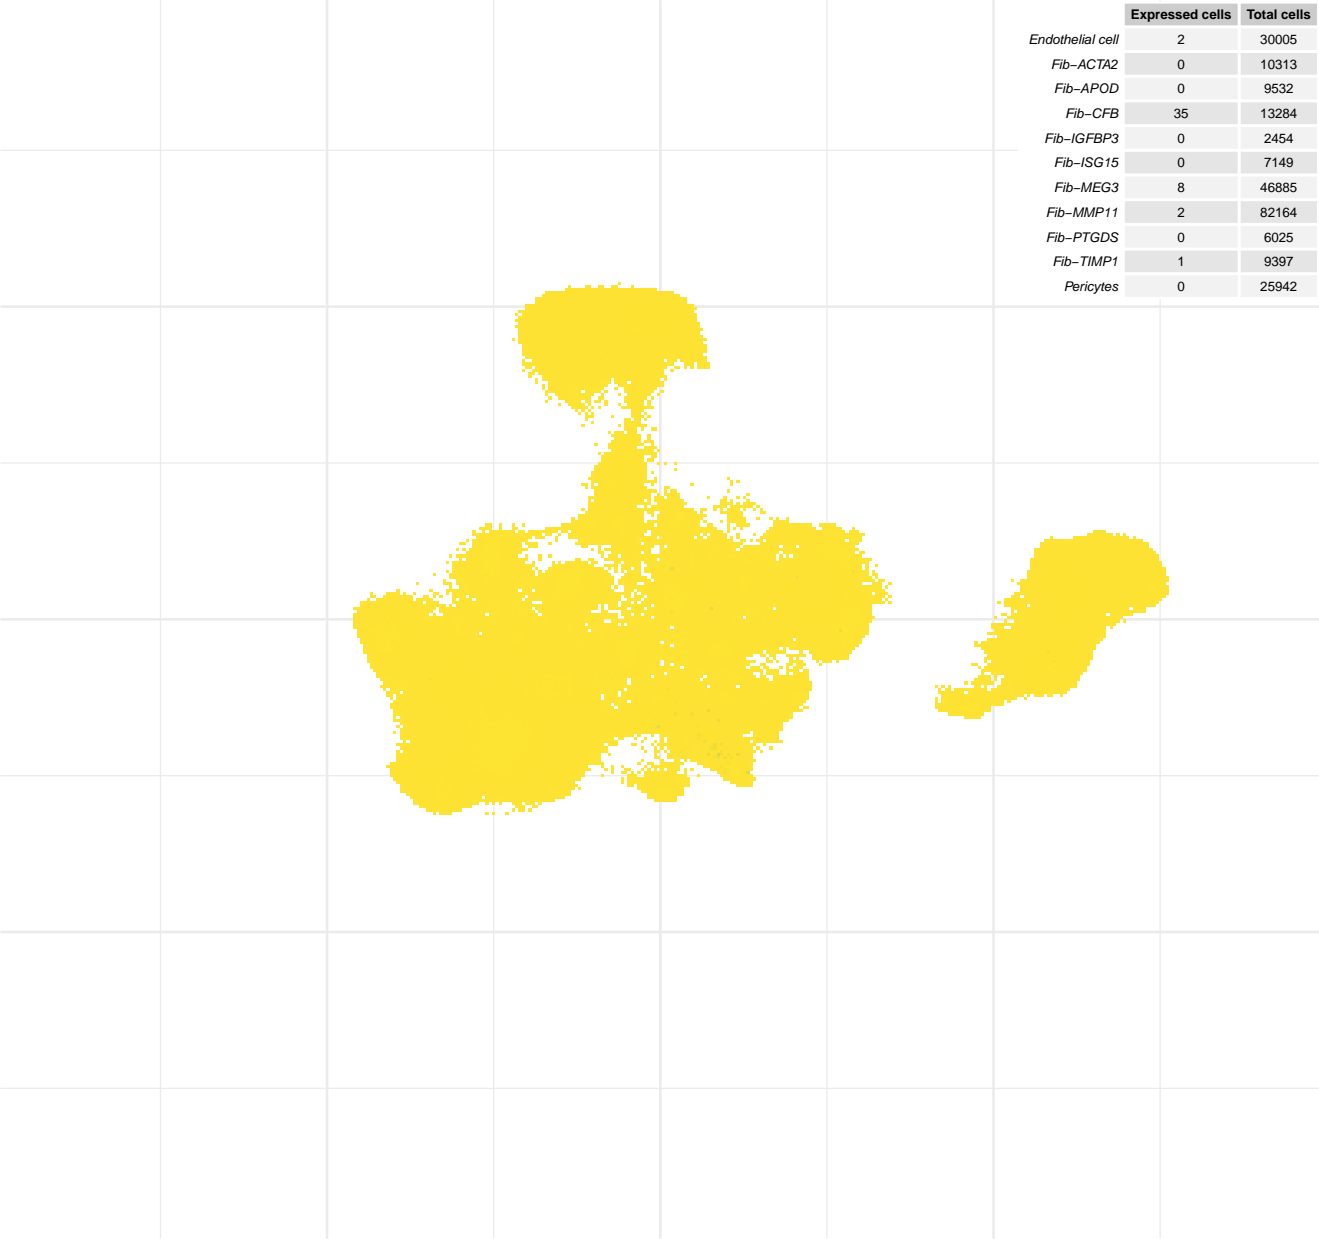 Expressed cells Total cells
Endothelial cell 2 30005
Fib−ACTA2 0 10313
Fib−APOD 0 9532
Fib−CFB 35 13284
Fib−IGFBP3 0 2454
Fib−ISG15 0 7149
Fib−MEG3 8 46885
Fib−MMP11 2 82164
Fib−PTGDS 0 6025
Fib−TIMP1 1 9397
Pericytes 0 25942